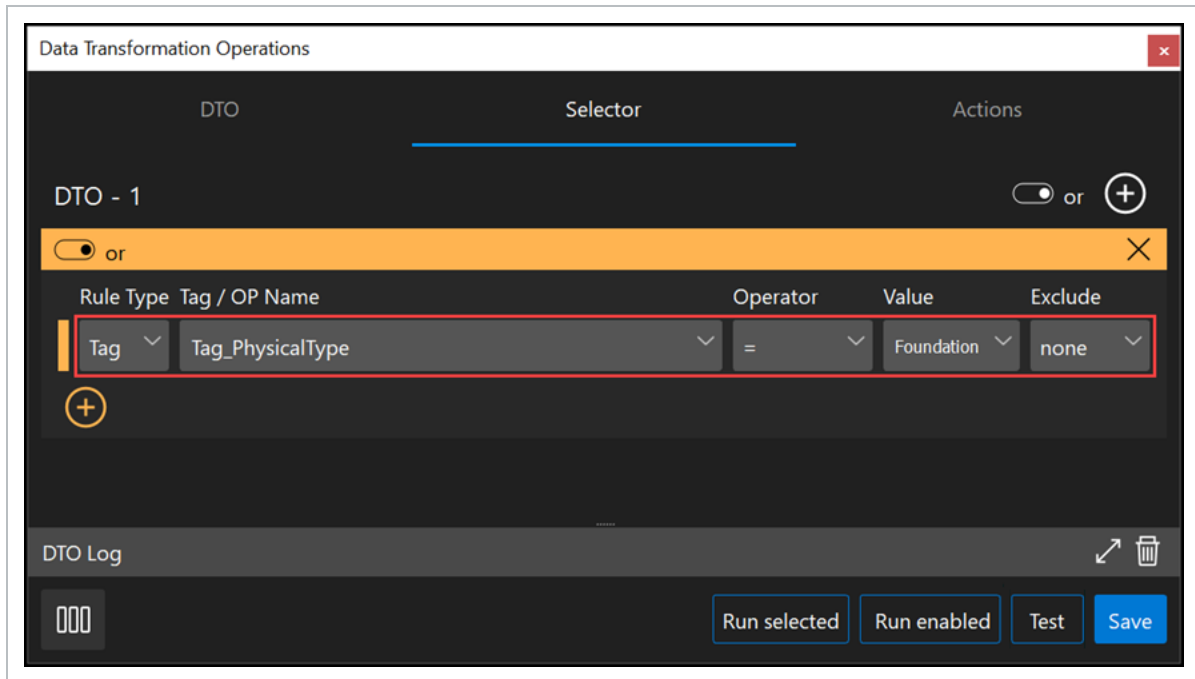 Data Transformation Operations
DTO Selector Actions
DTO - 1 or
or
Rule Type Tag / OP Name Operator Value Exclude
Tag Tag_PhysicalType = Foundation none
DTO Log
Run selected Run enabled Test Save